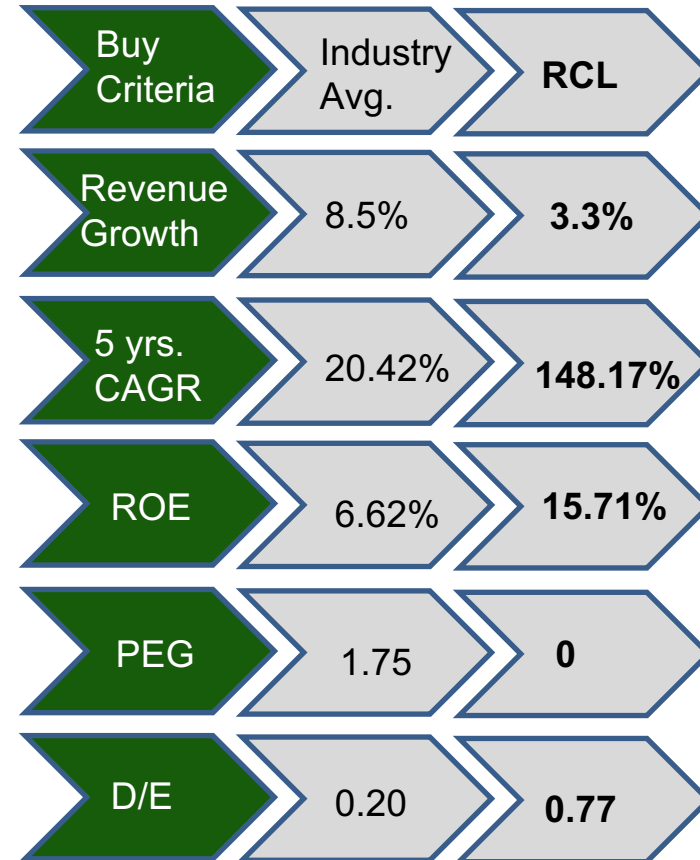 Buy
Criteria
Industry
Avg.
RCL
Revenue
Growth
8.5%
3.3%
5 yrs.
CAGR
20.42%
148.17%
ROE
6.62%
15.71%
PEG
1.75
0
D/E
0.20
0.77